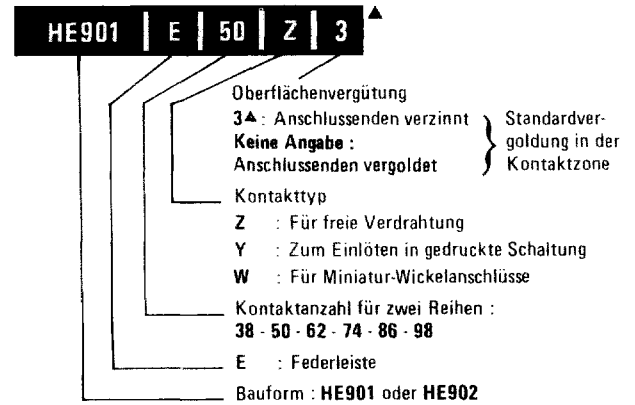 HE901 | E | 50 | Z | 3 ▲
Oberflächenvergütung
3▲: Anschlussenden verzinnt
Keine Angabe :
Anschlussenden vergoldet
Standardver-
goldung in der
Kontaktzone
Kontakttyp
Z : Für freie Verdrahtung
Y : Zum Einlöten in gedruckte Schaltung
W : Für Miniatur-Wickelanschlüsse
Kontaktanzahl für zwei Reihen :
38 - 50 - 62 - 74 - 86 - 98
E : Federleiste
Bauform : HE901 oder HE902